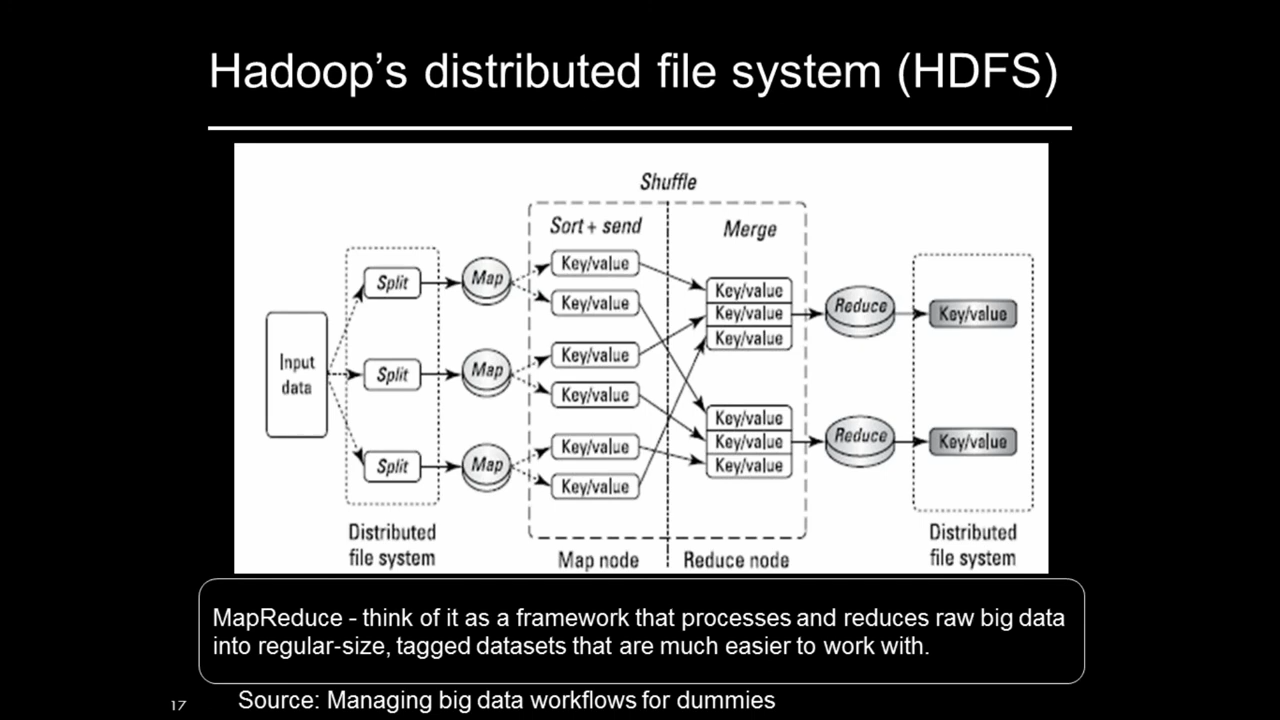 Hadoop’s distributed file system (HDFS)
Shuffle
Sort + send
Merge
Input
data
Split
Split
Split
Map
Map
Map
Key/value
Key/value
Key/value
Key/value
Key/value
Key/value
Key/value
Key/value
Key/value
Key/value
Key/value
Key/value
Reduce
Reduce
Key/value
Key/value
Distributed
file system
Map node
Reduce node
Distributed
file system
MapReduce - think of it as a framework that processes and reduces raw big data
into regular-size, tagged datasets that are much easier to work with.
17
Source: Managing big data workflows for dummies